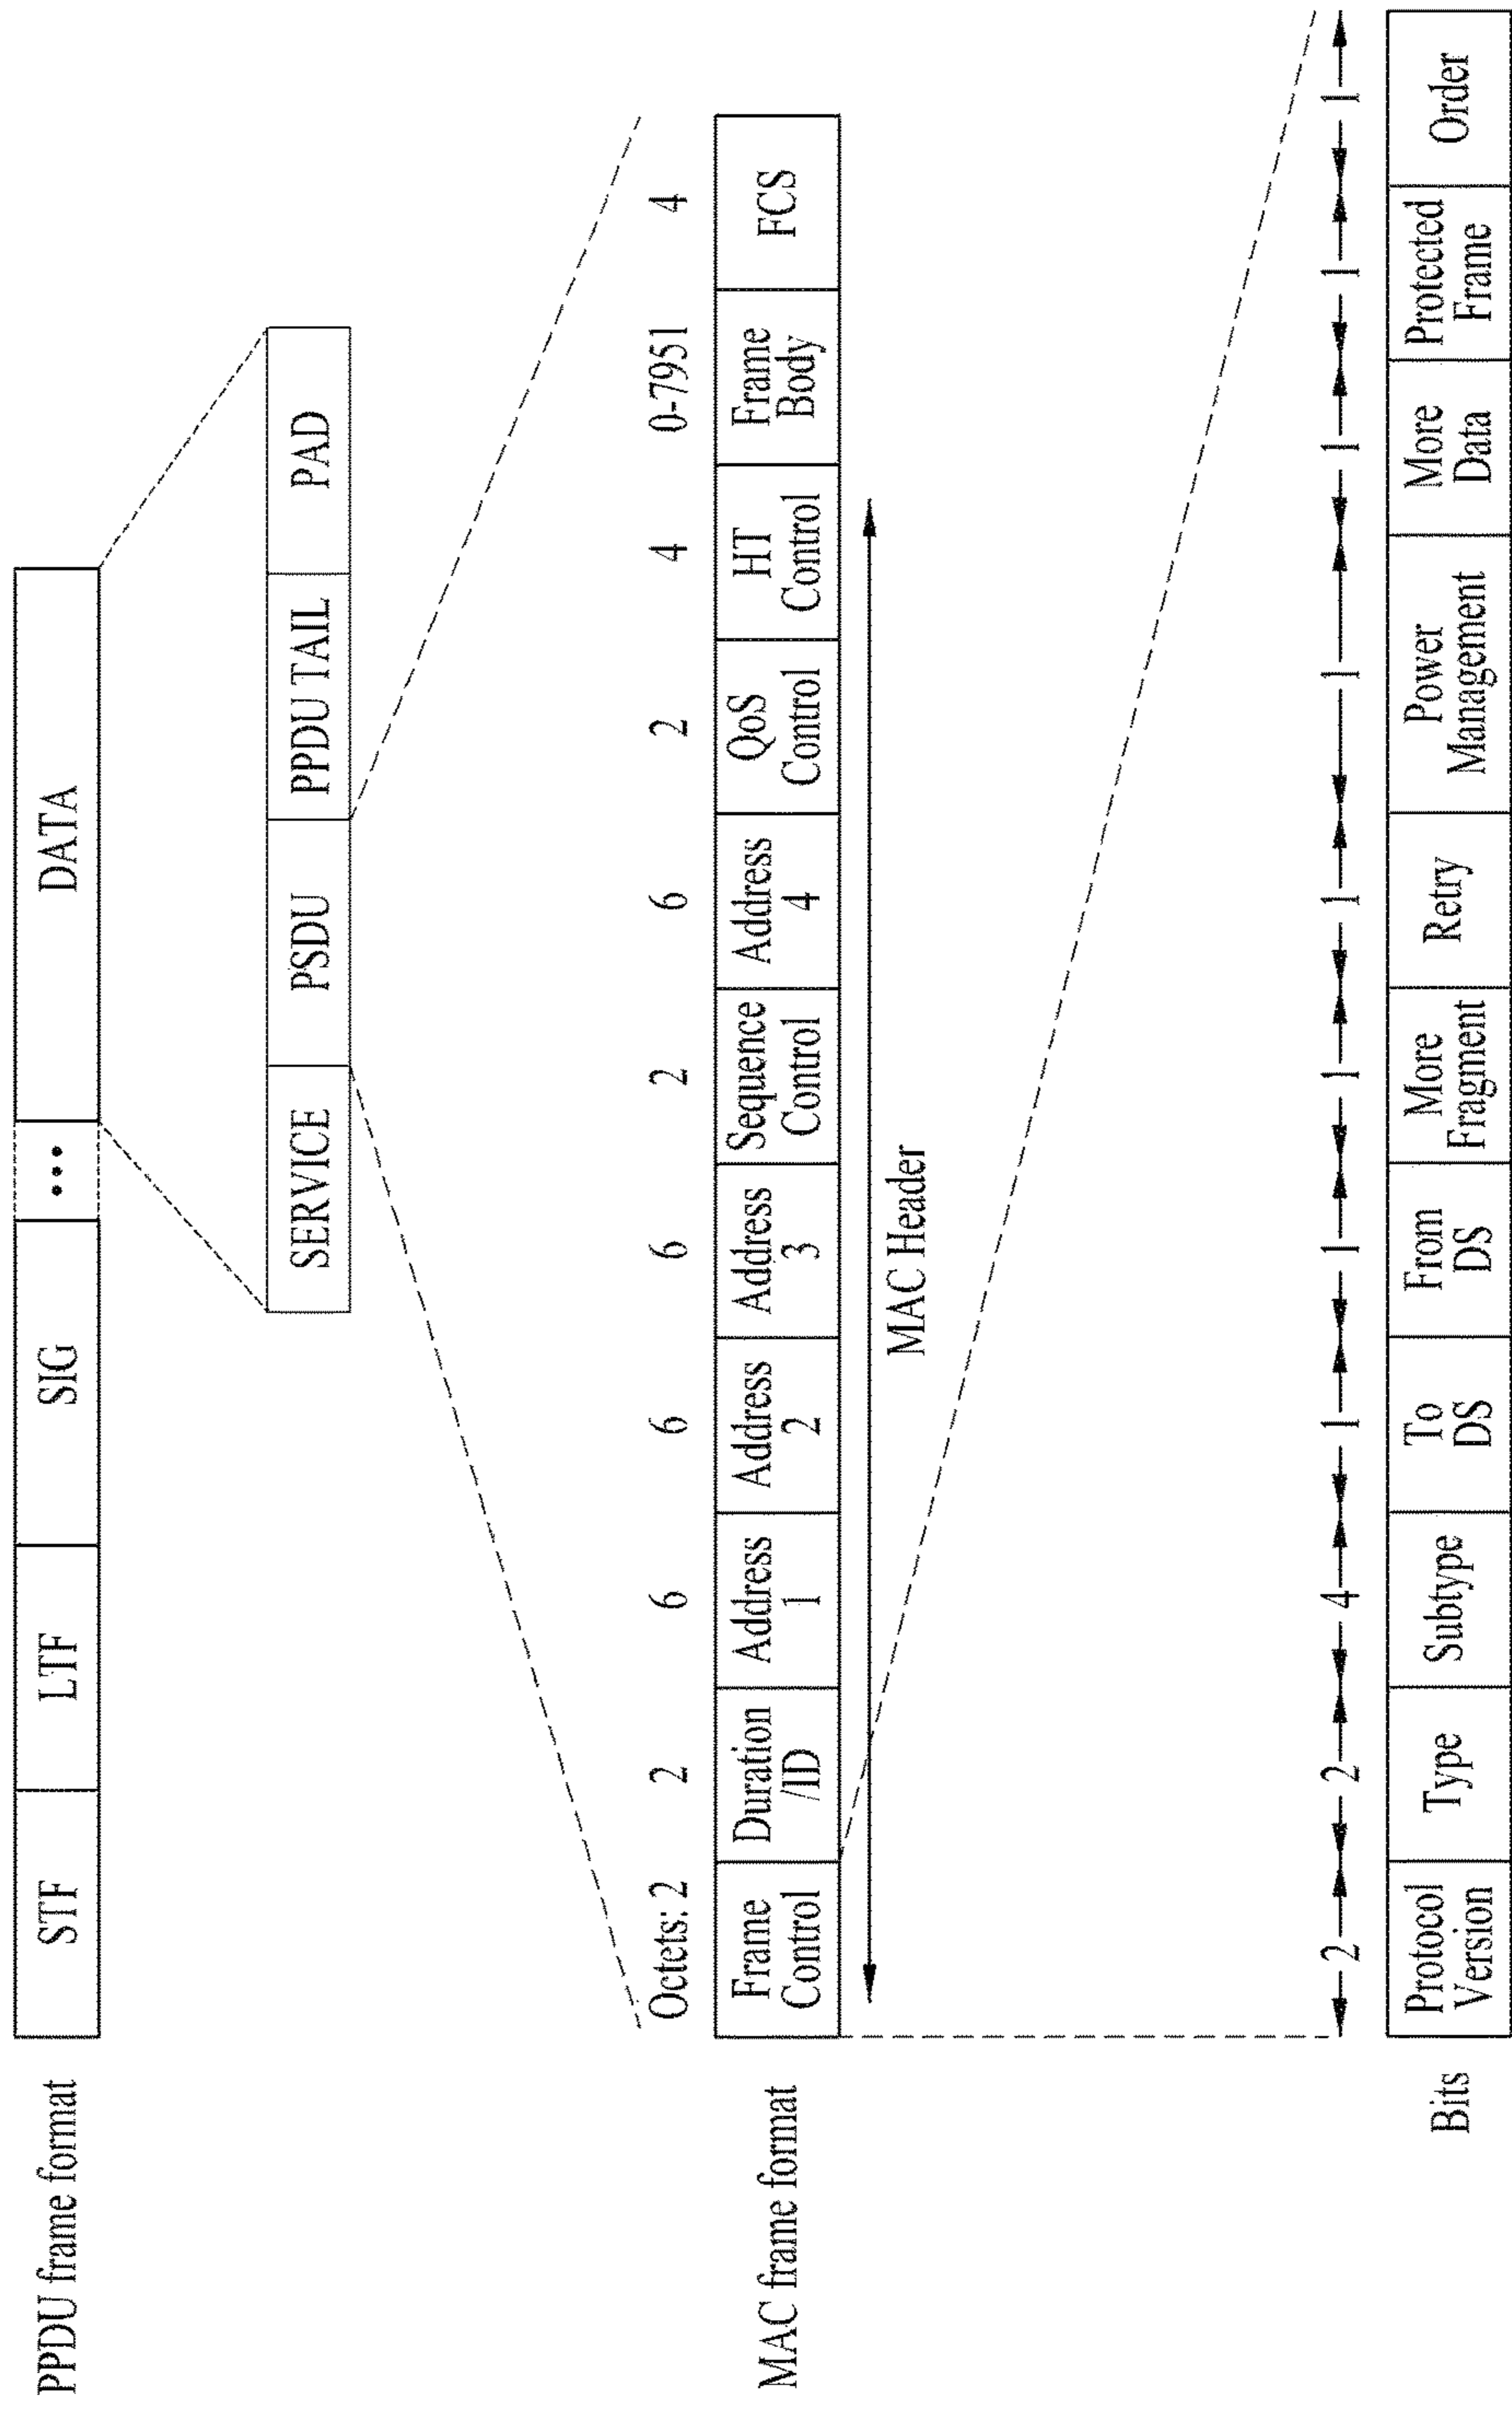 PPDU frame format
STF
LTF
SIG
•••
DATA
SERVICE
PSDU
PPDU TAIL
PAD
MAC frame format
Octets: 2
2
6
6
6
2
6
2
4
0-7951
4
Frame
Control
Duration
/ID
Address
1
Address
2
Address
3
Sequence
Control
Address
4
QoS
Control
HT
Control
Frame
Body
FCS
MAC Header
2
2
4
1
1
1
1
1
1
1
1
Bits
Protocol
Version
Type
Subtype
To
DS
From
DS
More
Fragment
Retry
Power
Management
More
Data
Protected
Frame
Order